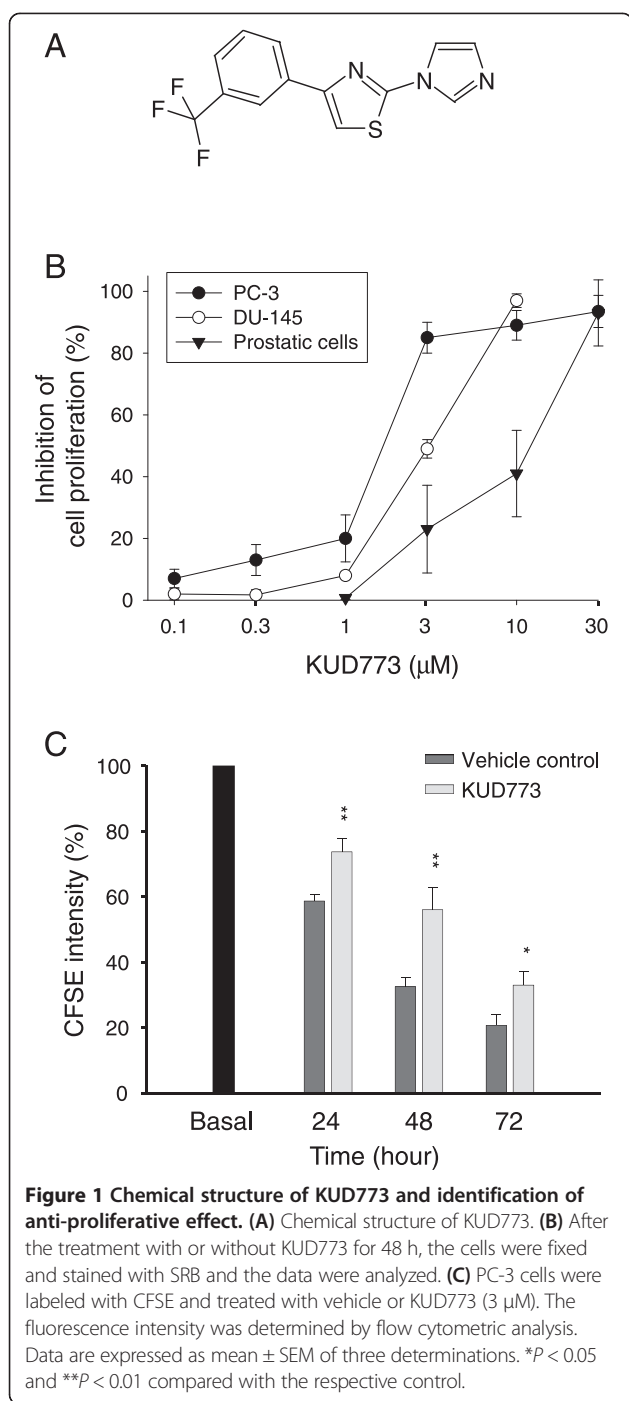 A
F
F
F
N
S
N
N
B
PC-3
DU-145
Prostatic cells
Inhibition of
cell proliferation (%)
100
80
60
40
20
0
0.1 0.3 1 3 10 30
KUD773 (μM)
C
Vehicle control
KUD773
CFSE intensity (%)
100
80
60
40
20
0
** ** *
Basal 24 48 72
Time (hour)
Figure 1 Chemical structure of KUD773 and identification of
anti-proliferative effect. (A) Chemical structure of KUD773. (B) After
the treatment with or without KUD773 for 48 h, the cells were fixed
and stained with SRB and the data were analyzed. (C) PC-3 cells were
labeled with CFSE and treated with vehicle or KUD773 (3 μM). The
fluorescence intensity was determined by flow cytometric analysis.
Data are expressed as mean ± SEM of three determinations. *P < 0.05
and **P < 0.01 compared with the respective control.